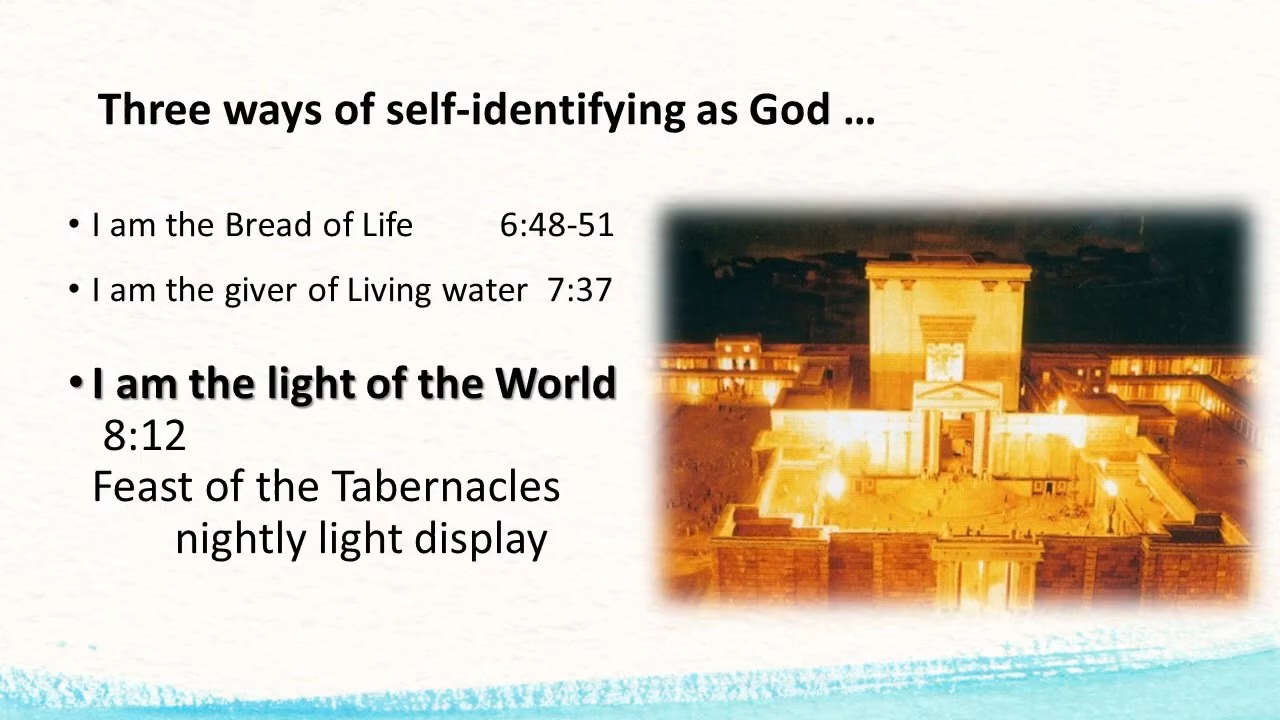 Three ways of self-identifying as God ...
• I am the Bread of Life 6:48-51
• I am the giver of Living water 7:37
• I am the light of the World
8:12
Feast of the Tabernacles
nightly light display